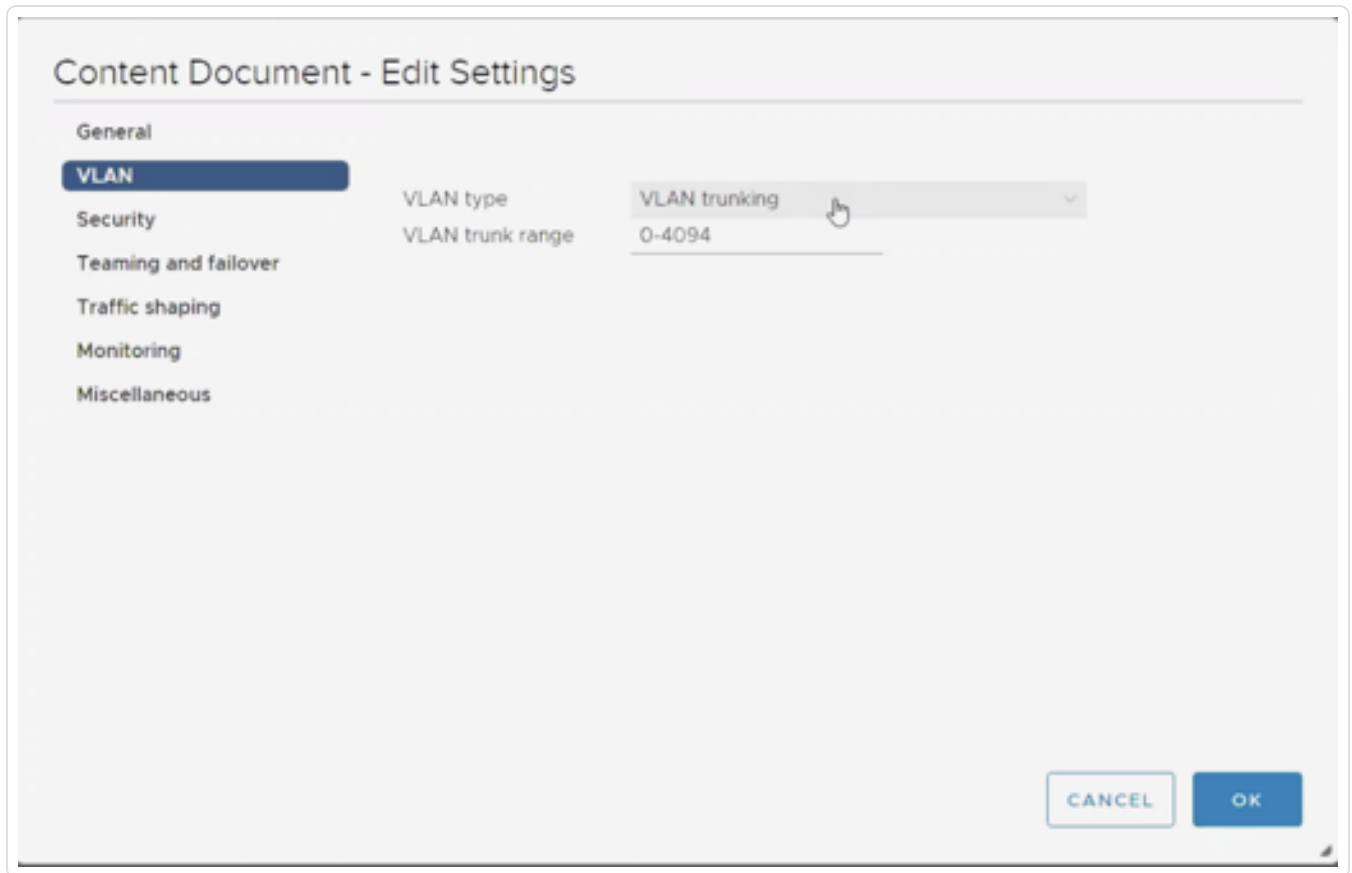 Content Document - Edit Settings
General
VLAN
Security
Teaming and failover
Traffic shaping
Monitoring
Miscellaneous
VLAN type VLAN trunking
VLAN trunk range 0-4094
CANCEL OK